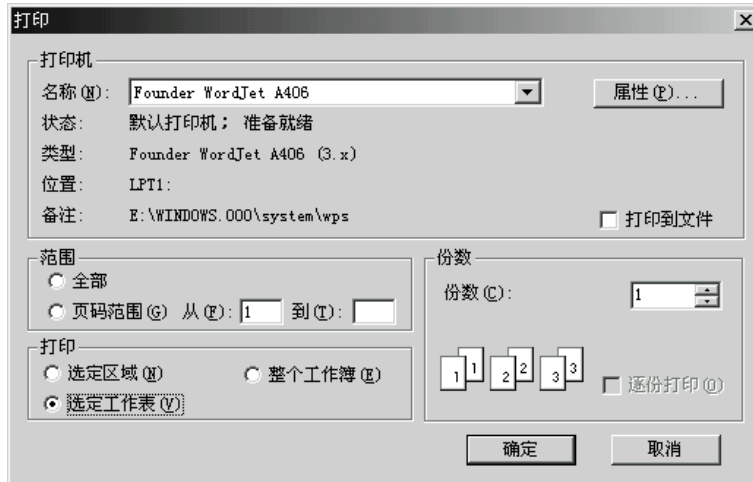 打印
打印机
名称(N): Founder WordJet A406 属性(P)...
状态: 默认打印机； 准备就绪
类型: Founder WordJet A406 (3.x)
位置: LPT1:
备注: E:\WINDOWS.000\system\wps 打印到文件
范围
全部
页码范围(G) 从(F): 1 到(T):
打印
选定区域(N) 整个工作簿(E)
选定工作表(V)
份数
份数(C): 1
1 1 2 2 3 3
逐份打印(O)
确定 取消